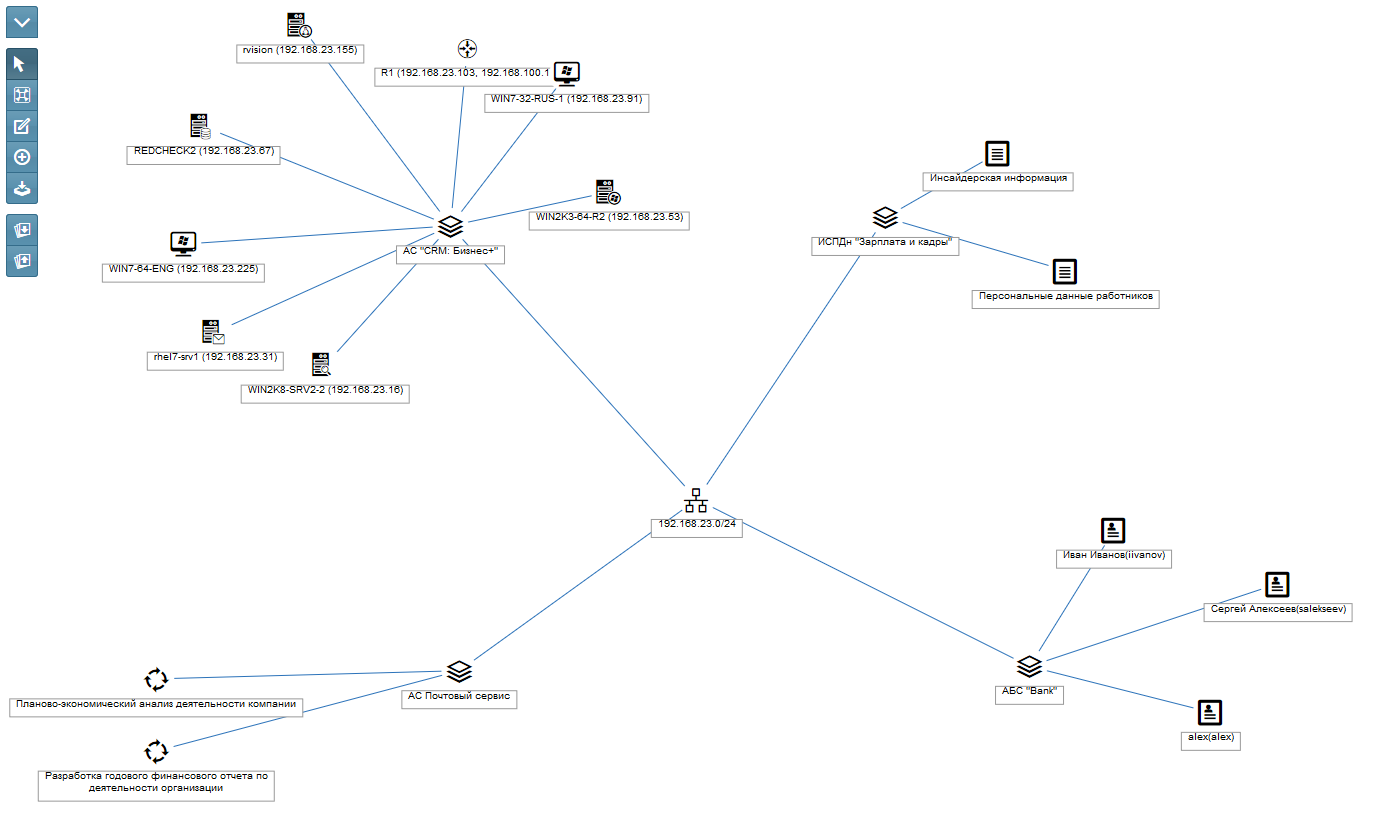 rvision (192.168.23.155)
R1 (192.168.23.103, 192.168.100.1
WIN7-32-RUS-1 (192.168.23.91)
REDCHECK2 (192.168.23.67)
Инсайдерская информация
WIN2K3-64-R2 (192.168.23.53)
ИСПДн "Зарплата и кадры"
АС "CRM: Бизнес+"
WIN7-64-ENG (192.168.23.225)
Персональные данные работников
rhel7-srv1 (192.168.23.31)
WIN2K8-SRV2-2 (192.168.23.16)
192.168.23.0/24
Иван Иванов(iivanov)
Сергей Алексеев(salekseev)
АБС "Bank"
АС Почтовый сервис
Планово-экономический анализ деятельности компании
alex(alex)
Разработка годового финансового отчета по
деятельности организации